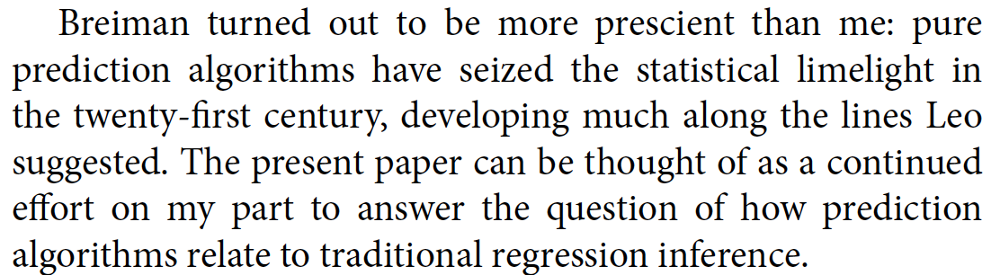 Breiman turned out to be more prescient than me: pure
prediction algorithms have seized the statistical limelight in
the twenty-first century, developing much along the lines Leo
suggested. The present paper can be thought of as a continued
effort on my part to answer the question of how prediction
algorithms relate to traditional regression inference.